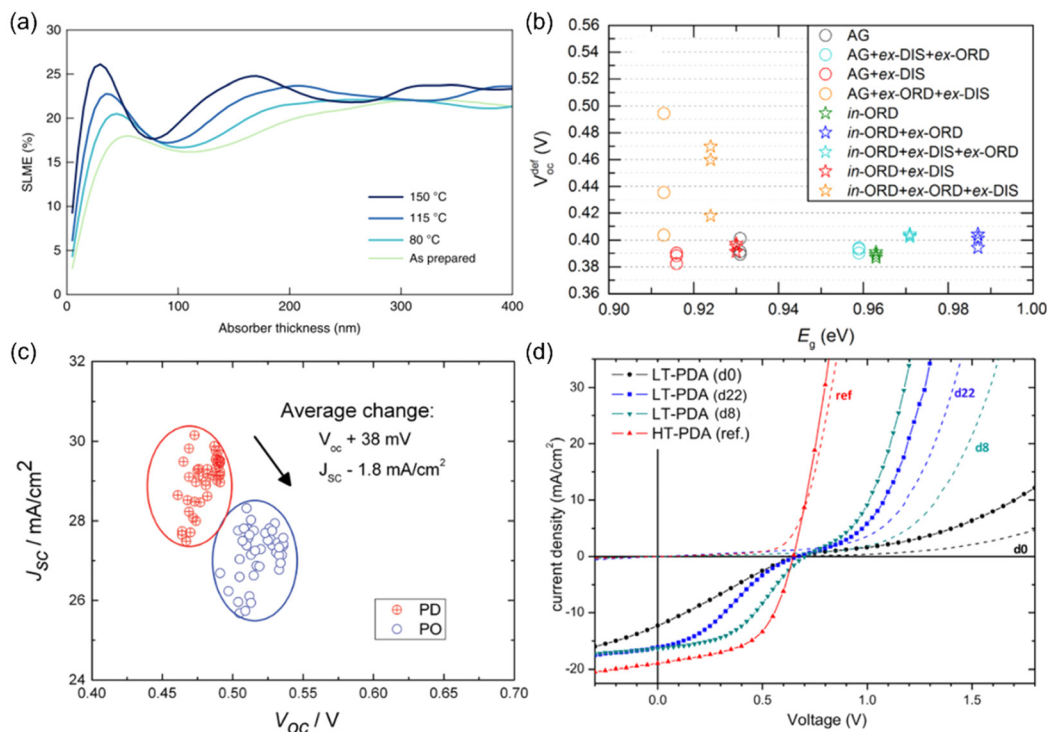 (a)
30
25
20
15
10
5
0
SLME (%)
150 °C
115 °C
80 °C
As prepared
0
100
200
300
400
Absorber thickness (nm)
(b)
0.56
0.54
0.52
0.50
0.48
0.46
0.44
0.42
0.40
0.38
0.36
V_oc^def (V)
AG
AG+ex-DIS+ex-ORD
AG+ex-DIS
AG+ex-ORD+ex-DIS
in-ORD
in-ORD+ex-ORD
in-ORD+ex-DIS+ex-ORD
in-ORD+ex-DIS
in-ORD+ex-ORD+ex-DIS
0.90 0.92 0.94 0.96 0.98 1.00
E_g (eV)
(c)
32
30
28
26
24
J_SC / mA/cm²
Average change:
V_oc + 38 mV
J_SC - 1.8 mA/cm²
PD
PO
0.40 0.45 0.50 0.55 0.60 0.65 0.70
V_OC / V
(d)
30
20
10
0
-10
-20
current density (mA/cm²)
LT-PDA (d0)
LT-PDA (d22)
LT-PDA (d8)
HT-PDA (ref.)
ref
d22
d8
d0
0.0 0.5 1.0 1.5
Voltage (V)